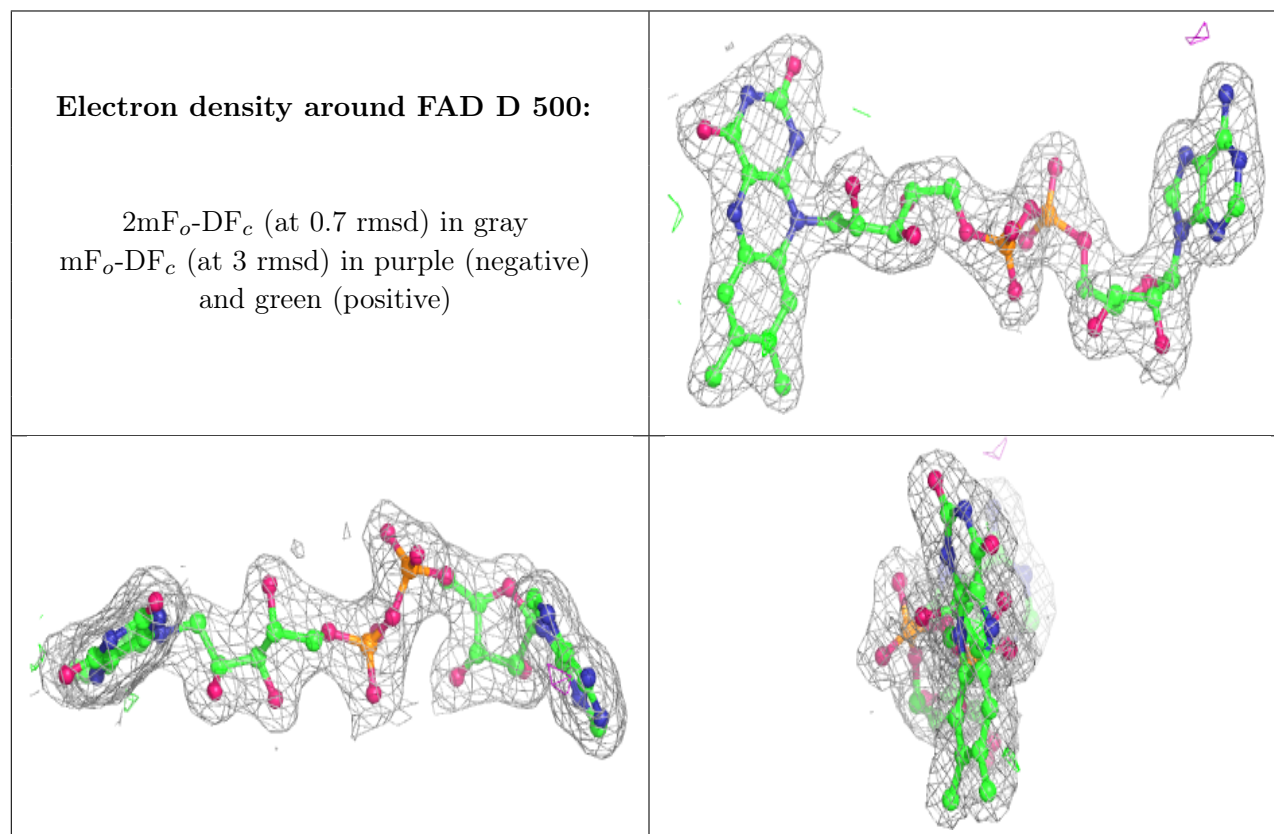 Electron density around FAD D 500:
2mFo-DFc (at 0.7 rmsd) in gray
mFo-DFc (at 3 rmsd) in purple (negative)
and green (positive)